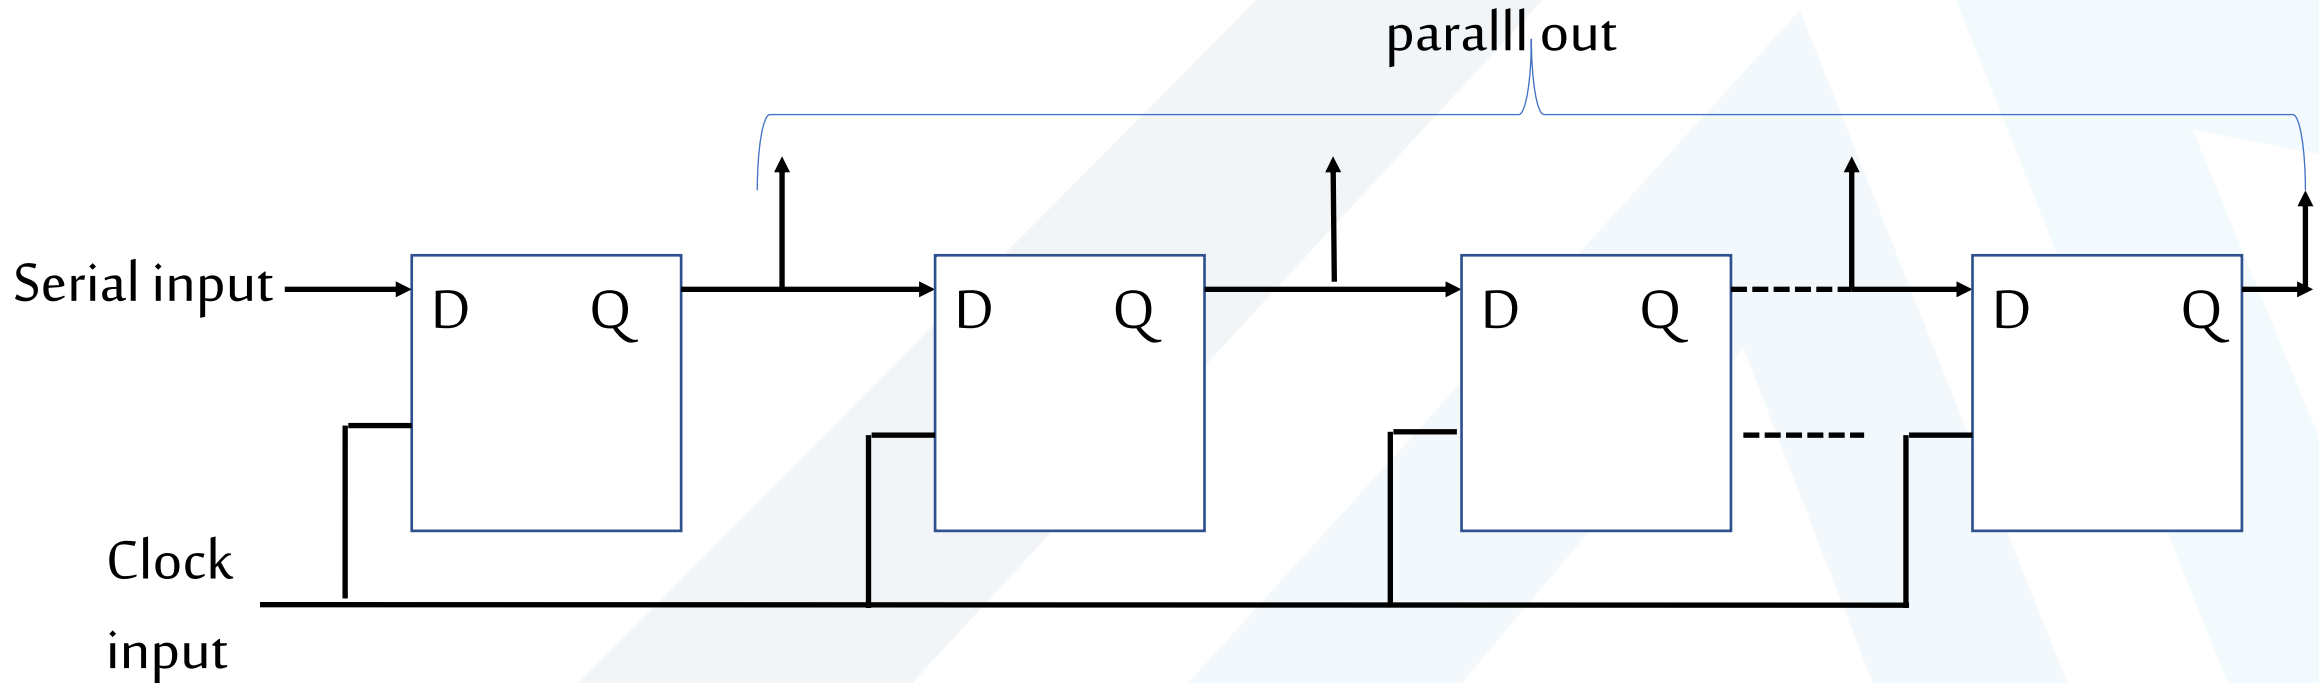 paralll out
Serial input
D Q
D Q
D Q
D Q
Clock
input